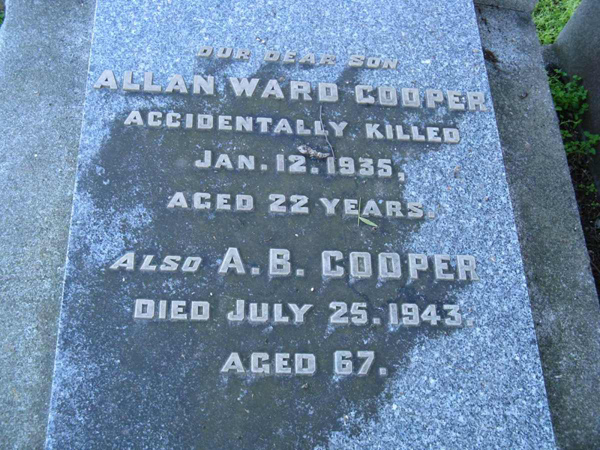 OUR DEAR SON
ALLAN WARD COOPER
ACCIDENTALLY KILLED
JAN. 12. 1935,
AGED 22 YEARS.
ALSO A.B. COOPER
DIED JULY 25. 1943.
AGED 67.